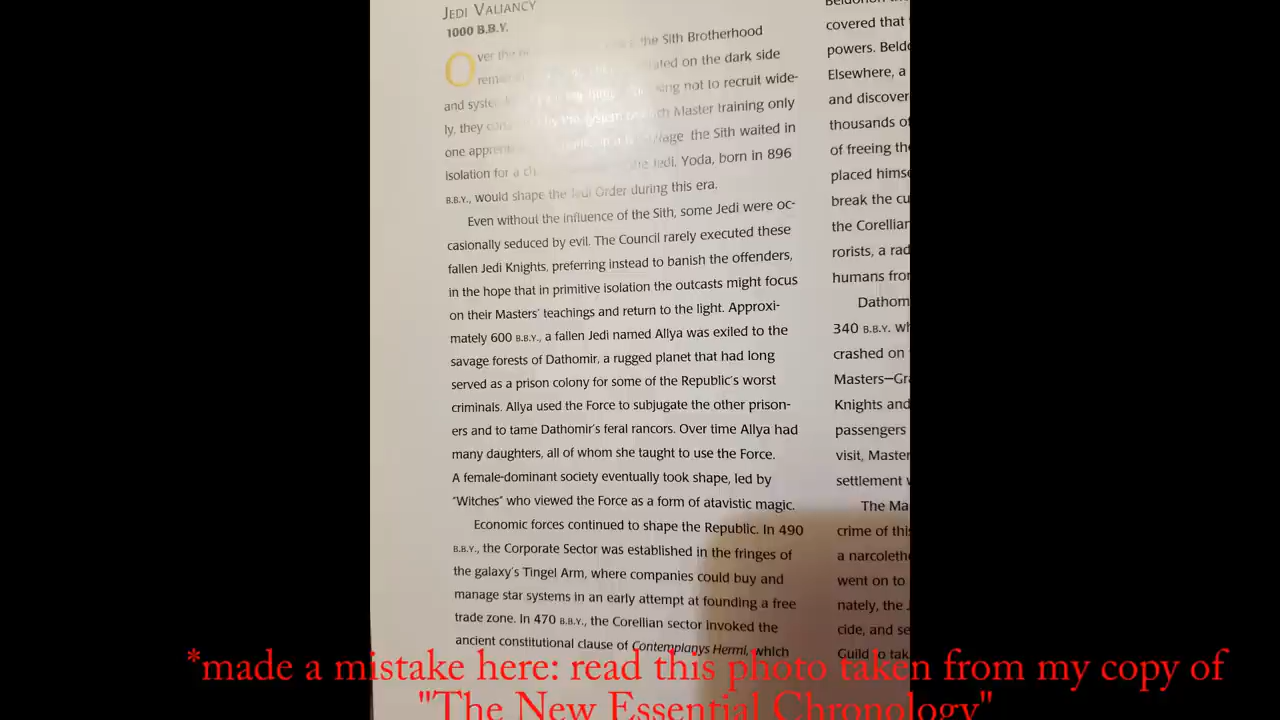 JEDI VALIANCY
1000 B.B.Y.
Over the the Sith Brotherhood
on the dark side
and not to recruit wide-
ly, they Master training only
one the Sith waited in
isolation for a Jedi. Yoda, born in 896
B.B.Y., would shape the Jedi Order during this era.
Even without the influence of the Sith, some Jedi were oc-
casionally seduced by evil. The Council rarely executed these
fallen Jedi Knights, preferring instead to banish the offenders,
in the hope that in primitive isolation the outcasts might focus
on their Masters' teachings and return to the light. Approxi-
mately 600 B.B.Y., a fallen Jedi named Allya was exiled to the
savage forests of Dathomir, a rugged planet that had long
served as a prison colony for some of the Republic's worst
criminals. Allya used the Force to subjugate the other prison-
ers and to tame Dathomir's feral rancors. Over time Allya had
many daughters, all of whom she taught to use the Force.
A female-dominant society eventually took shape, led by
"Witches" who viewed the Force as a form of atavistic magic.
Economic forces continued to shape the Republic. In 490
B.B.Y., the Corporate Sector was established in the fringes of
the galaxy's Tingel Arm, where companies could buy and
manage star systems in an early attempt at founding a free
trade zone. In 470 B.B.Y., the Corellian sector invoked the
ancient constitutional clause of Contemplanys Hermi, which
covered that
powers.
Elsewhere, a
and discover
thousands of
of freeing
placed
break the
the Corellian
rorists, a
humans
Dathom
340 B.B.Y.
crashed on
Masters—
Knights and
passengers
visit, Master
settlement
The
crime of
a
went on to
nately, the
cide, and
Guild to
*made a mistake here: read this photo taken from my copy of
"The New Essential Chronology"